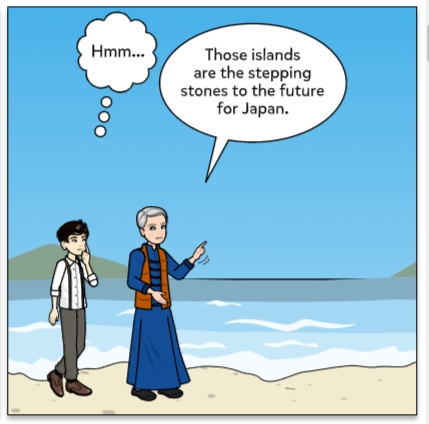 Hmm...
Those islands
are the stepping
stones to the future
for Japan.